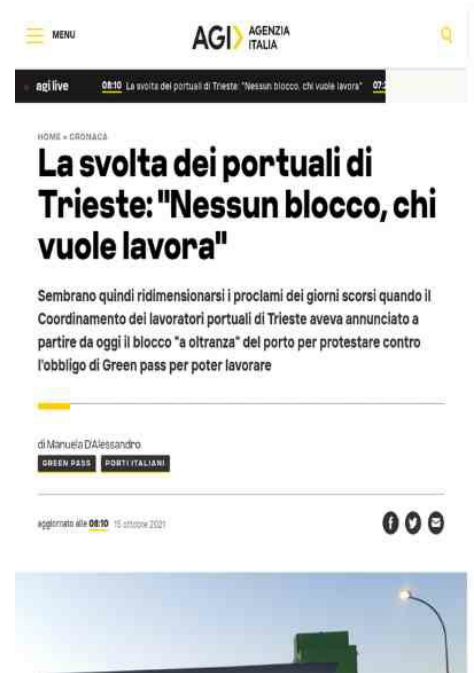 MENU
AGI AGENZIA
ITALIA
agi live 08:10 La svolta dei portuali di Trieste: "Nessun blocco, chi vuole lavora"
HOME » CRONACA
La svolta dei portuali di
Trieste: "Nessun blocco, chi
vuole lavora"
Sembrano quindi ridimensionarsi i proclami dei giorni scorsi quando il
Coordinamento dei lavoratori portuali di Trieste aveva annunciato a
partire da oggi il blocco "a oltranza" del porto per protestare contro
l'obbligo di Green pass per poter lavorare
di Manuela D'Alessandro
GREEN PASS PORTI ITALIANI
aggiornato alle 08:10 15 ottobre 2021